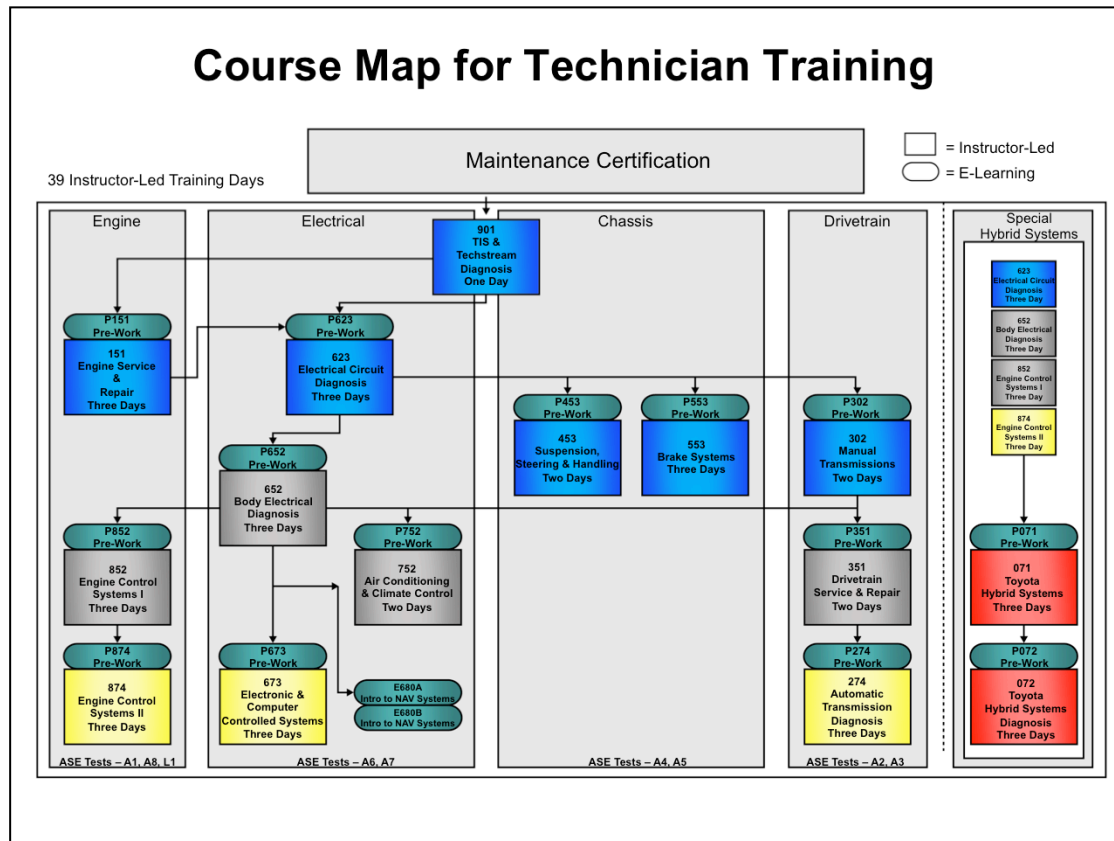 Course Map for Technician Training
Maintenance Certification
= Instructor-Led
= E-Learning
39 Instructor-Led Training Days
Engine
Electrical
Chassis
Drivetrain
Special
Hybrid Systems
901
TIS &
Techstream
Diagnosis
One Day
P151
Pre-Work
151
Engine Service
&
Repair
Three Days
P623
Pre-Work
623
Electrical Circuit
Diagnosis
Three Days
P453
Pre-Work
453
Suspension,
Steering & Handling
Two Days
P553
Pre-Work
553
Brake Systems
Three Days
P302
Pre-Work
302
Manual
Transmissions
Two Days
623
Electrical Circuit
Diagnosis
Three Day
652
Body Electrical
Diagnosis
Three Day
852
Engine Control
Systems I
Three Day
874
Engine Control
Systems II
Three Day
P652
Pre-Work
652
Body Electrical
Diagnosis
Three Days
P852
Pre-Work
852
Engine Control
Systems I
Three Days
P752
Pre-Work
752
Air Conditioning
& Climate Control
Two Days
P351
Pre-Work
351
Drivetrain
Service & Repair
Two Days
P071
Pre-Work
071
Toyota
Hybrid Systems
Three Days
P874
Pre-Work
874
Engine Control
Systems II
Three Days
P673
Pre-Work
673
Electronic &
Computer
Controlled Systems
Three Days
E680A
Intro to NAV Systems
E680B
Intro to NAV Systems
P274
Pre-Work
274
Automatic
Transmission
Diagnosis
Three Days
P072
Pre-Work
072
Toyota
Hybrid Systems
Diagnosis
Three Days
ASE Tests – A1, A8, L1
ASE Tests – A6, A7
ASE Tests – A4, A5
ASE Tests – A2, A3